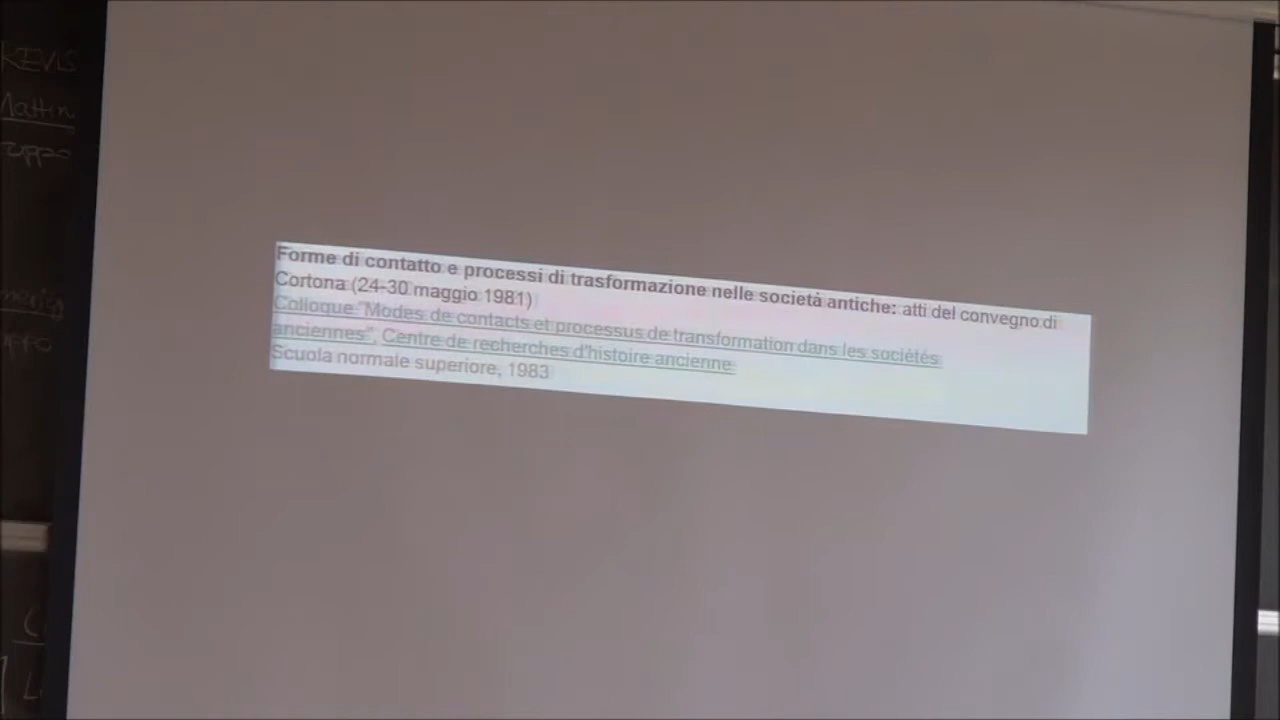 Forme di contatto e processi di trasformazione nelle società antiche: atti del convegno di
Cortona (24-30 maggio 1981)
Colloque "Modes de contacts et processus de transformation dans les sociétés
anciennes", Centre de recherches d'histoire ancienne
Scuola normale superiore, 1983